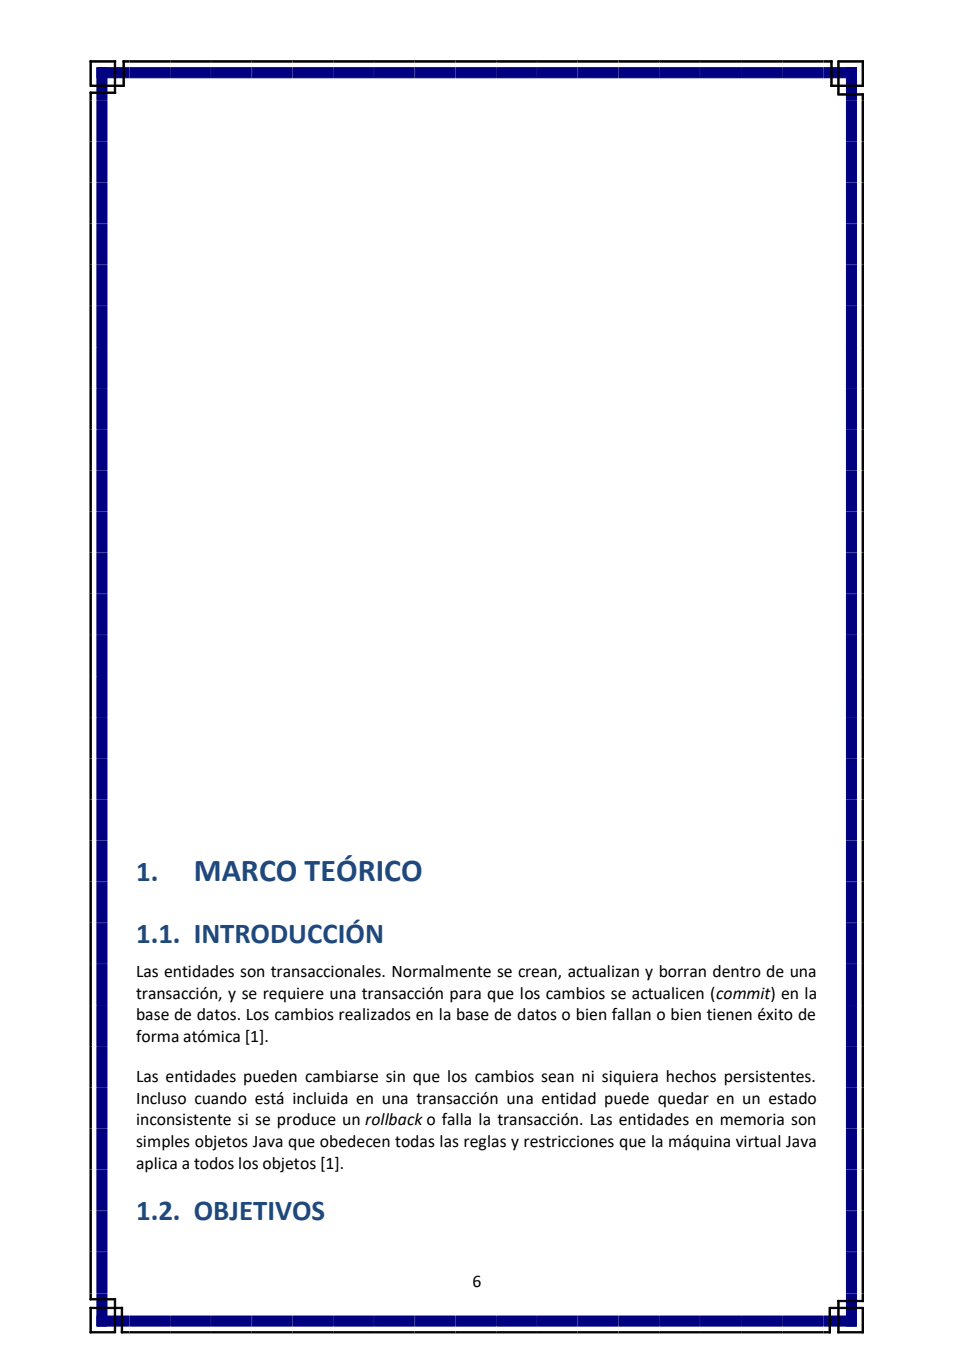 1. MARCO TEÓRICO
1.1. INTRODUCCIÓN
Las entidades son transaccionales. Normalmente se crean, actualizan y borran dentro de una
transacción, y se requiere una transacción para que los cambios se actualicen (commit) en la
base de datos. Los cambios realizados en la base de datos o bien fallan o bien tienen éxito de
forma atómica [1].
Las entidades pueden cambiarse sin que los cambios sean ni siquiera hechos persistentes.
Incluso cuando está incluida en una transacción una entidad puede quedar en un estado
inconsistente si se produce un rollback o falla la transacción. Las entidades en memoria son
simples objetos Java que obedecen todas las reglas y restricciones que la máquina virtual Java
aplica a todos los objetos [1].
1.2. OBJETIVOS
6